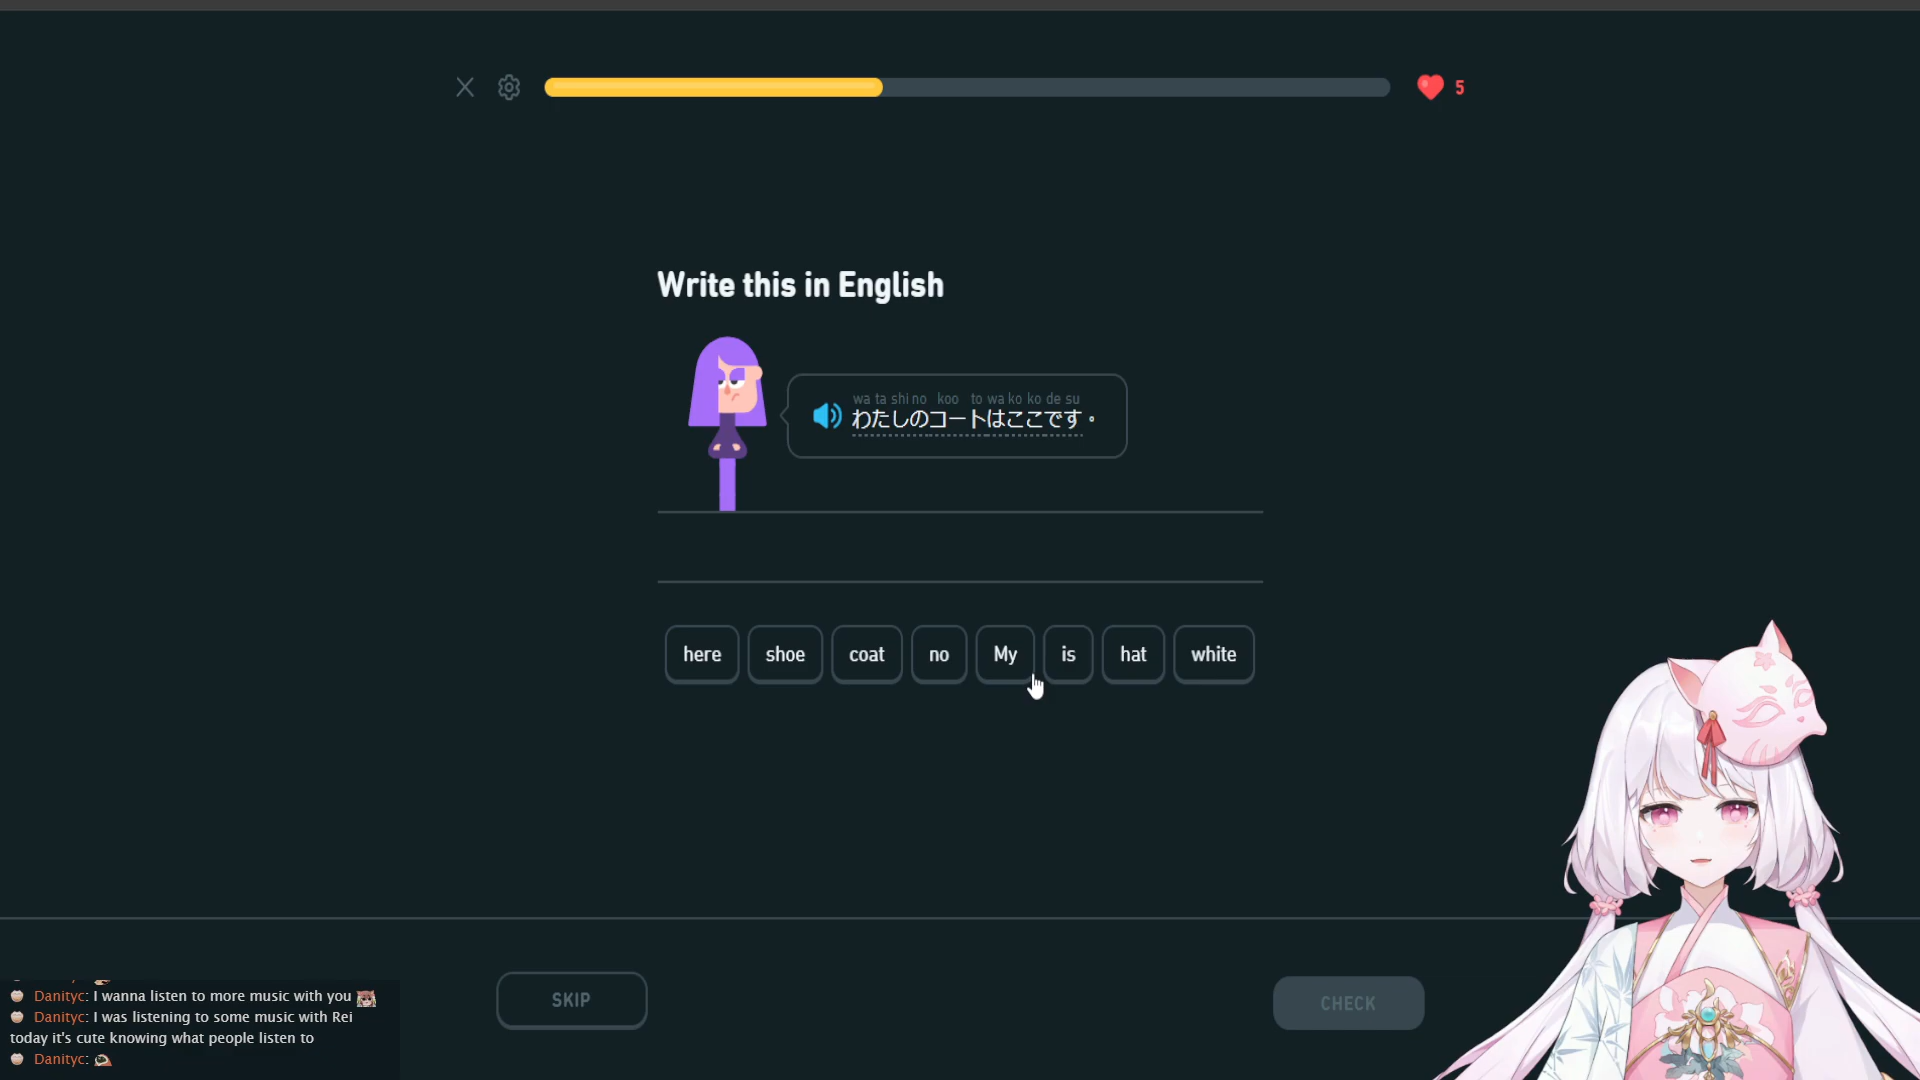 5
Write this in English
wa ta shi no koo to wa ko ko de su
わたしのコートはここです。
here shoe coat no My is hat white
SKIP
CHECK
Danityc: I wanna listen to more music with you
Danityc: I was listening to some music with Rei
today it's cute knowing what people listen to
Danityc: